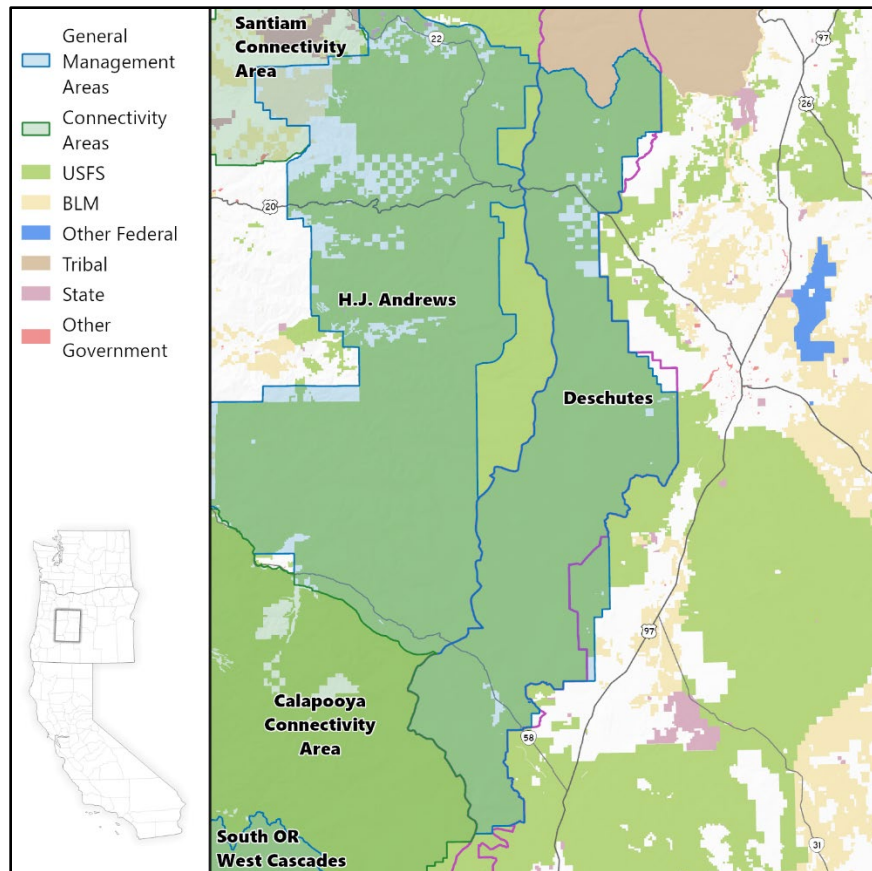 General
Management
Areas
Connectivity
Areas
USFS
BLM
Other Federal
Tribal
State
Other
Government
Santiam
Connectivity
Area
22
97
26
20
H.J. Andrews
Deschutes
97
Calapooya
Connectivity
Area
58
South OR
West Cascades
31